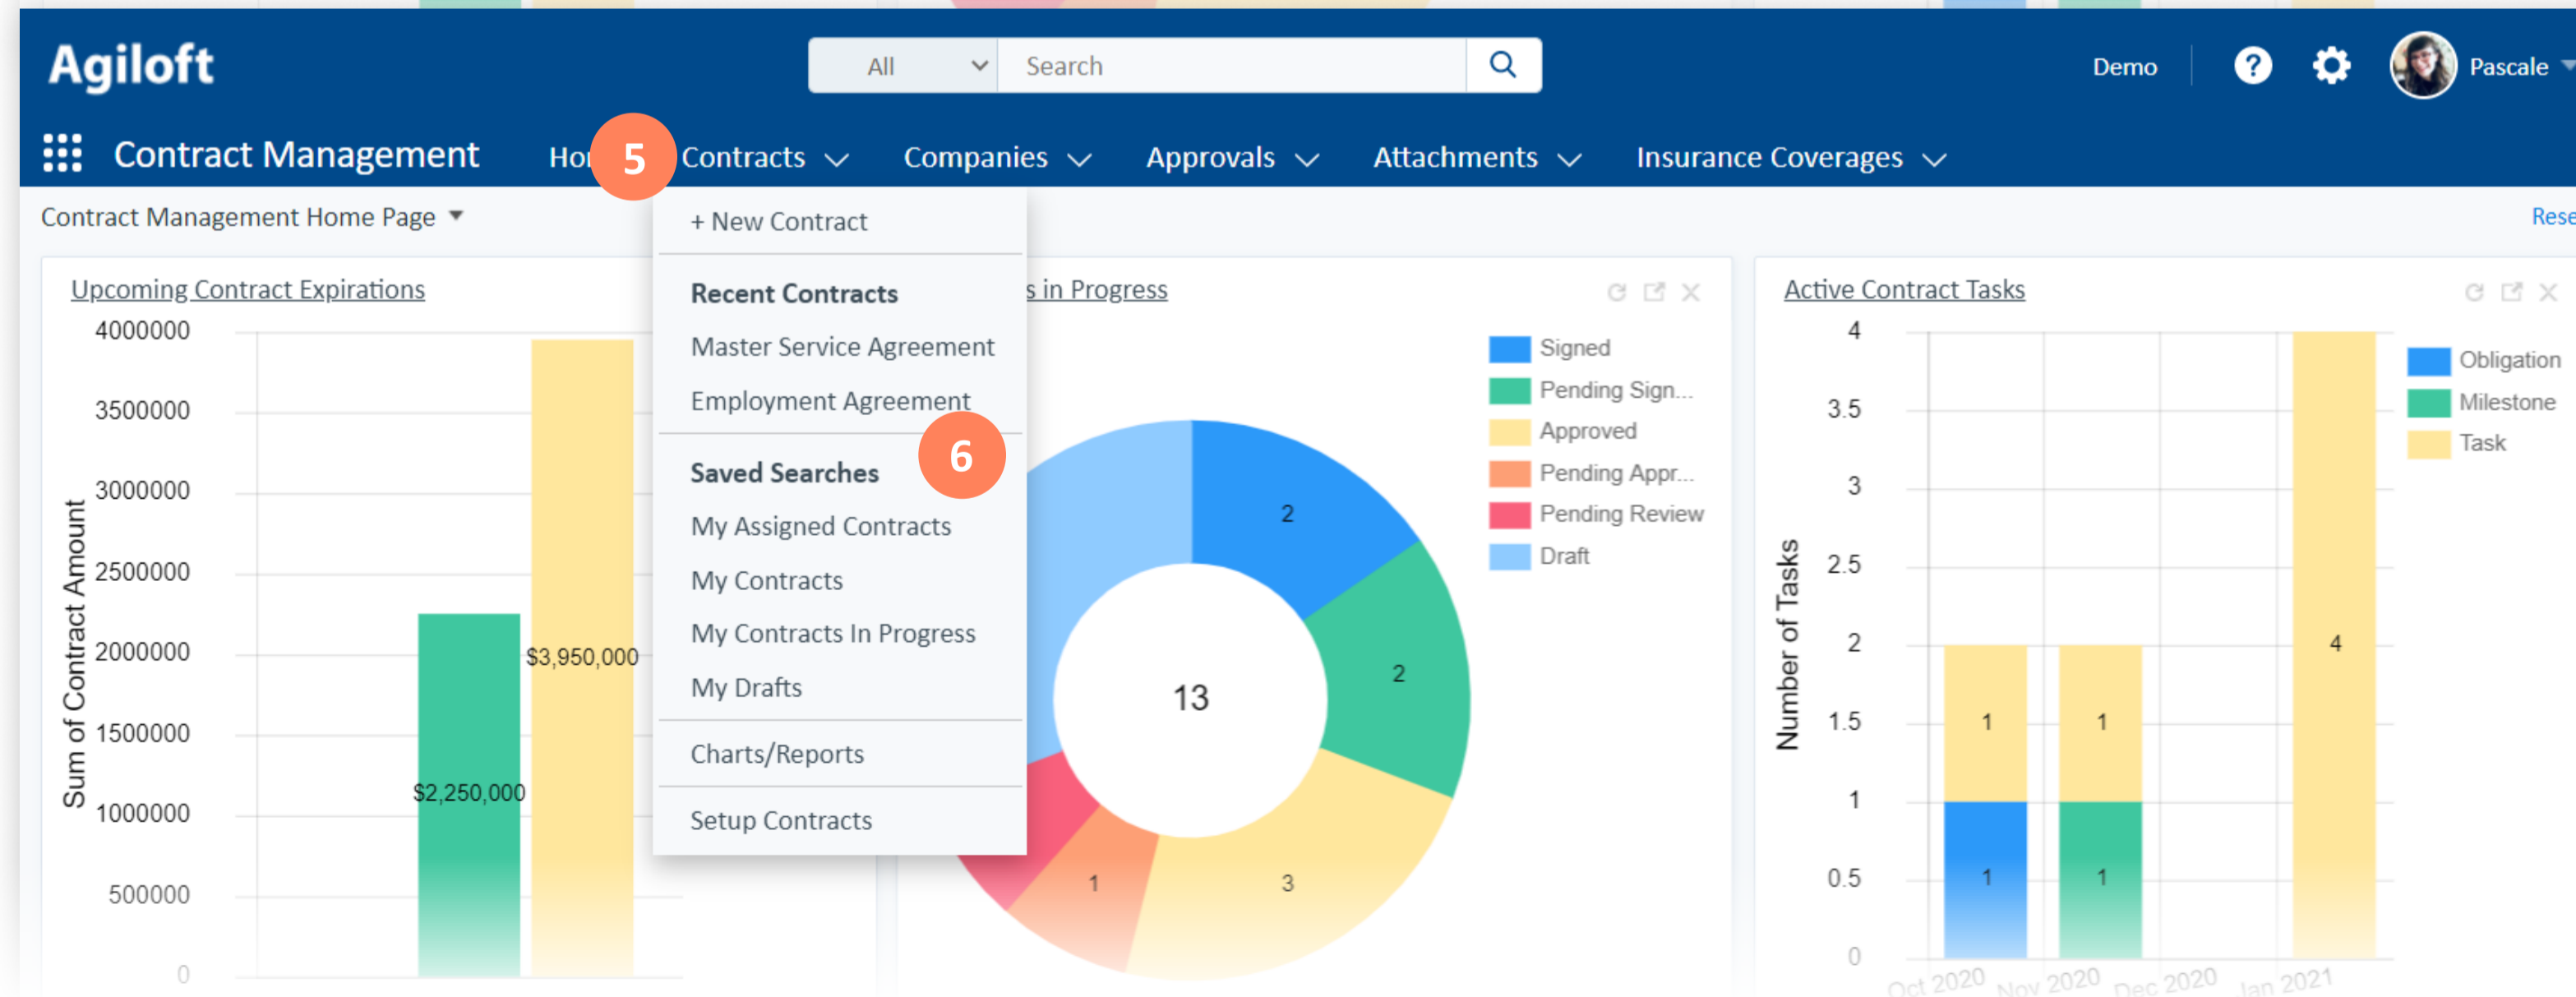 Agiloft
All
Search
Demo
?
Pascale
Contract Management
Ho
5
Contracts
Companies
Approvals
Attachments
Insurance Coverages
Contract Management Home Page
Rese
+ New Contract
Recent Contracts
Master Service Agreement
Employment Agreement
6
Saved Searches
My Assigned Contracts
My Contracts
My Contracts In Progress
My Drafts
Charts/Reports
Setup Contracts
Upcoming Contract Expirations
Sum of Contract Amount
4000000
3500000
3000000
2500000
2000000
1500000
1000000
500000
0
$2,250,000
$3,950,000
s in Progress
Signed
Pending Sign...
Approved
Pending Appr...
Pending Review
Draft
2
2
13
1
3
Active Contract Tasks
Number of Tasks
4
3.5
3
2.5
2
1.5
1
0.5
0
1
1
4
1
1
Obligation
Milestone
Task
Oct 2020
Nov 2020
Dec 2020
Jan 2021